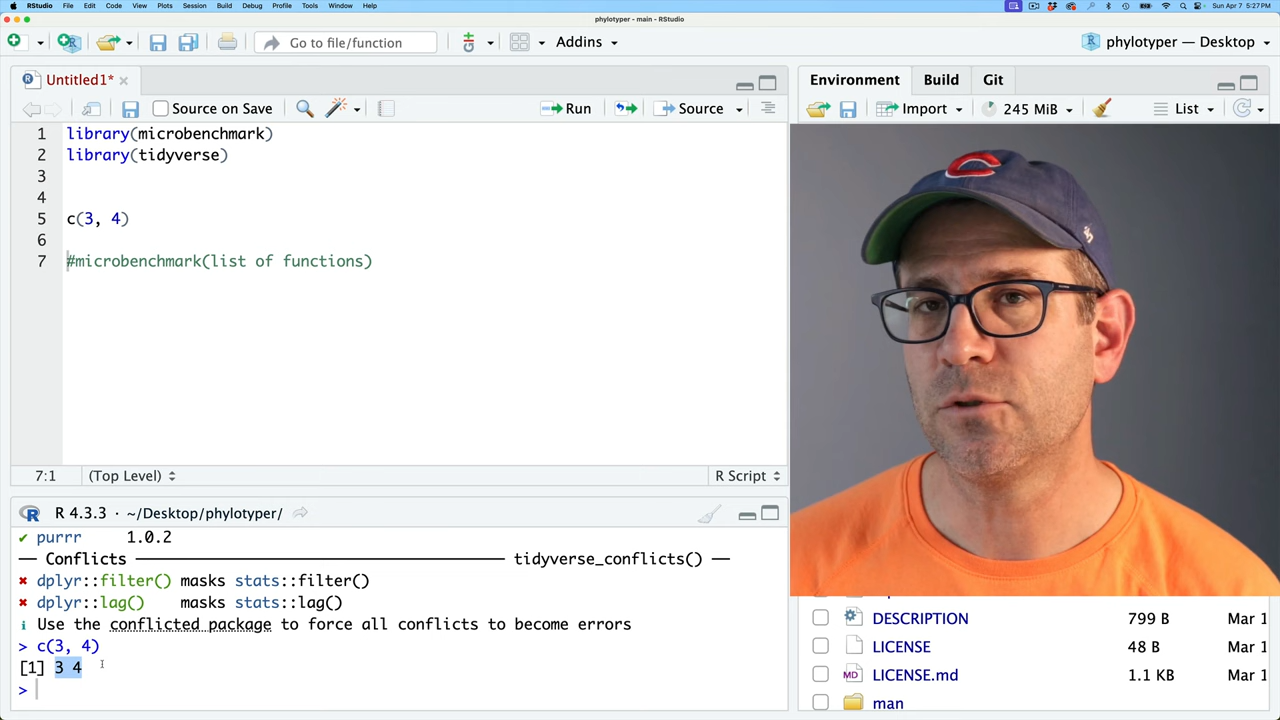 RStudio File Edit Code View Plots Session Build Debug Profile Tools Window Help Sun Apr 7 5:27PM
phylotyper - main - RStudio
Go to file/function Addins phylotyper — Desktop
Untitled1*
Source on Save Run Source
1 library(microbenchmark)
2 library(tidyverse)
3
4
5 c(3, 4)
6
7 #microbenchmark(list of functions)
7:1 (Top Level) R Script
R 4.3.3 · ~/Desktop/phylotyper/
✔ purrr 1.0.2
── Conflicts ── tidyverse_conflicts() ──
✖ dplyr::filter() masks stats::filter()
✖ dplyr::lag() masks stats::lag()
ℹ Use the conflicted package to force all conflicts to become errors
> c(3, 4)
[1] 3 4
>
Environment Build Git
Import 245 MiB List
C
DESCRIPTION 799 B Mar 1
LICENSE 48 B Mar 1
MD LICENSE.md 1.1 KB Mar 1
man